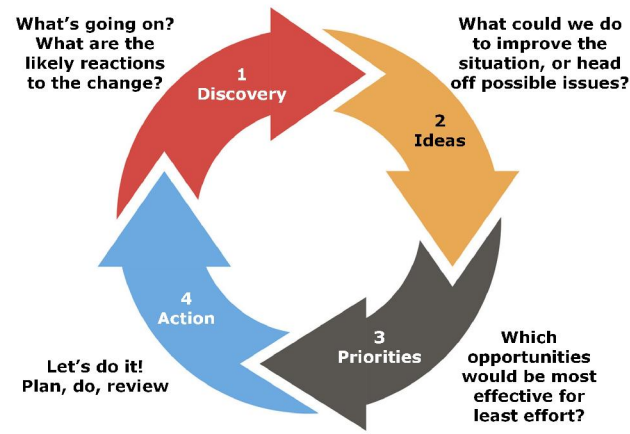 What's going on?
What are the
likely reactions
to the change?
1
Discovery
What could we do
to improve the
situation, or head
off possible issues?
2
Ideas
3
Priorities
Which
opportunities
would be most
effective for
least effort?
4
Action
Let's do it!
Plan, do, review